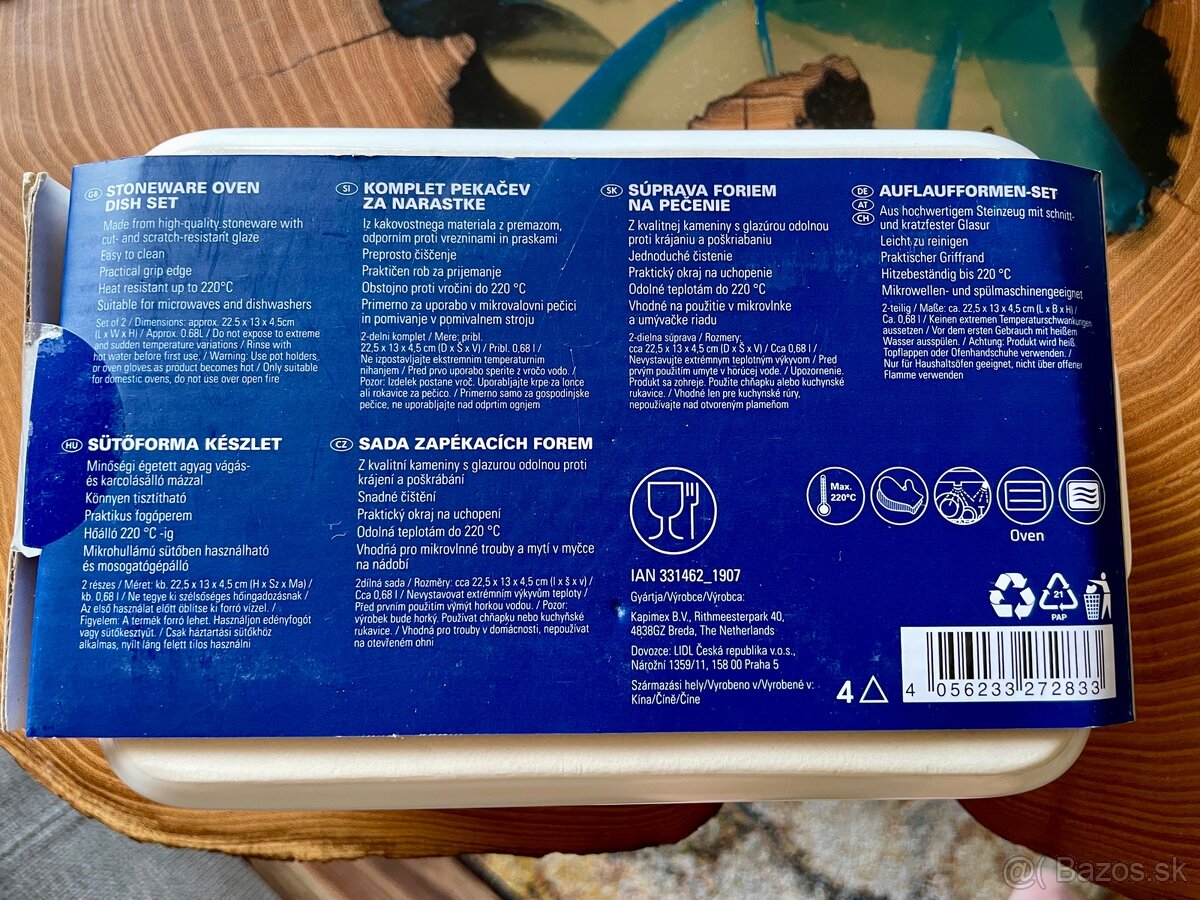 GB STONEWARE OVEN
DISH SET
Made from high-quality stoneware with
cut- and scratch-resistant glaze
Easy to clean
Practical grip edge
Heat resistant up to 220°C
Suitable for microwaves and dishwashers
Set of 2 / Dimensions: approx. 22.5 x 13 x 4.5cm
(L x W x H) / Approx. 0.68L / Do not expose to extreme
and sudden temperature variations / Rinse with
hot water before first use. / Warning: Use pot holders
or oven gloves as product becomes hot / Only suitable
for domestic ovens, do not use over open fire
SI KOMPLET PEKAČEV
ZA NARASTKE
Iz kakovostnega materiala z premazom,
odpornim proti vrezninam in praskami
Preprosto čiščenje
Praktičen rob za prijemanje
Obstojno proti vročini do 220 °C
Primerno za uporabo v mikrovalovni pečici
in pomivanje v pomivalnem stroju
2-delni komplet / Mere: pribl.
22,5 x 13 x 4,5 cm (D x Š x V) / Pribl. 0,68 l /
Ne izpostavljajte ekstremnim temperaturnim
nihanjem / Pred prvo uporabo sperite z vročo vodo. /
Pozor: Izdelek postane vroč. Uporabljajte krpe za lonce
ali rokavice za pečico. / Primerno samo za gospodinjske
pečice, ne uporabljajte nad odprtim ognjem
SK SÚPRAVA FORIEM
NA PEČENIE
Z kvalitnej kameniny s glazúrou odolnou
proti krájaniu a poškriabaniu
Jednoduché čistenie
Praktický okraj na uchopenie
Odolné teplotám do 220 °C
Vhodné na použitie v mikrovlnke
a umývačke riadu
2-dielna súprava / Rozmery:
cca 22,5 x 13 x 4,5 cm (D x Š x V) / Cca 0,68 l /
Nevystavujte extrémnym teplotným výkyvom / Pred
prvým použitím umyte v horúcej vode. / Upozornenie.
Produkt sa zohreje. Použite chňapku alebo kuchynské
rukavice. / Vhodné len pre kuchynské rúry,
nepoužívajte nad otvoreným plameňom
DE AT CH AUFLAUFFORMEN-SET
Aus hochwertigem Steinzeug mit schnitt-
und kratzfester Glasur
Leicht zu reinigen
Praktischer Griffrand
Hitzebeständig bis 220 °C
Mikrowellen- und spülmaschinengeeignet
2-teilig / Maße: ca. 22,5 x 13 x 4,5 cm (L x B x H) /
Ca. 0,68 l / Keinen extremen Temperaturschwankungen
aussetzen / Vor dem ersten Gebrauch mit heißem
Wasser ausspülen. / Achtung: Produkt wird heiß.
Topflappen oder Ofenhandschuhe verwenden. /
Nur für Haushaltsöfen geeignet, nicht über offener
Flamme verwenden
HU SÜTŐFORMA KÉSZLET
Minőségi égetett agyag vágás-
és karcolásálló mázzal
Könnyen tisztítható
Praktikus fogóperem
Hőálló 220 °C -ig
Mikrohullámú sütőben használható
és mosogatógépálló
2 részes / Méret: kb. 22,5 x 13 x 4,5 cm (H x Sz x Ma) /
kb. 0,68 l / Ne tegye ki szélsőséges hőingadozásnak /
Az első használat előtt öblítse ki forró vízzel. /
Figyelem: A termék forró lehet. Használjon edényfogót
vagy sütőkesztyűt. / Csak háztartási sütőkhöz
alkalmas, nyílt láng felett tilos használni
CZ SADA ZAPÉKACÍCH FOREM
Z kvalitní kameniny s glazurou odolnou proti
krájení a poškrábání
Snadné čištění
Praktický okraj na uchopení
Odolná teplotám do 220 °C
Vhodná pro mikrovlnné trouby a mytí v myčce
na nádobí
2dílná sada / Rozměry: cca 22,5 x 13 x 4,5 cm (l x š x v) /
Cca 0,68 l / Nevystavovat extrémním výkyvům teploty /
Před prvním použitím výmýt horkou vodou. / Pozor:
výrobek bude horký. Používat chňapku nebo kuchyňské
rukavice. / Vhodná pro trouby v domácnosti, nepoužívat
na otevřeném ohni
Max.
220°C
Oven
IAN 331462_1907
Gyártja/Výrobce/Výrobca:
Kapimex B.V., Rithmeesterpark 40,
4838GZ Breda, The Netherlands
Dovozce: LIDL Česká republika v.o.s.,
Nárožní 1359/11, 158 00 Praha 5
Származási hely/Vyrobeno v/Vyrobené v:
Kína/Číně/Číne
4
21
PAP
4 056233 272833
Bazos.sk